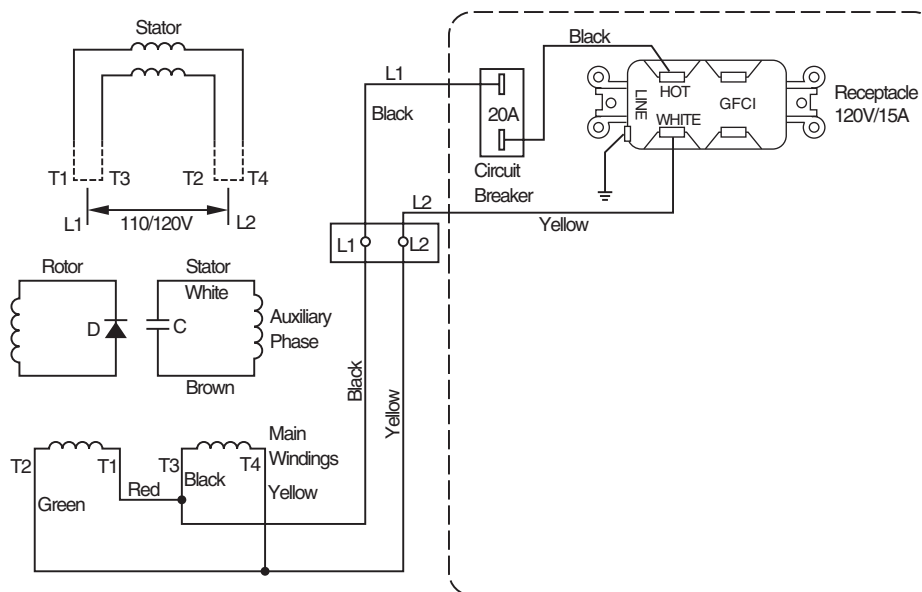 Stator
T1
T3
T2
T4
L1
110/120V
L2
Rotor
D
Stator
White
C
Auxiliary
Phase
Brown
T2
T1
T3
T4
Main
Windings
Green
Red
Black
Yellow
L1
Black
20A
Circuit
Breaker
Black
LINE
HOT
WHITE
GFCI
Receptacle
120V/15A
L2
Yellow
L1
L2
Black
Yellow